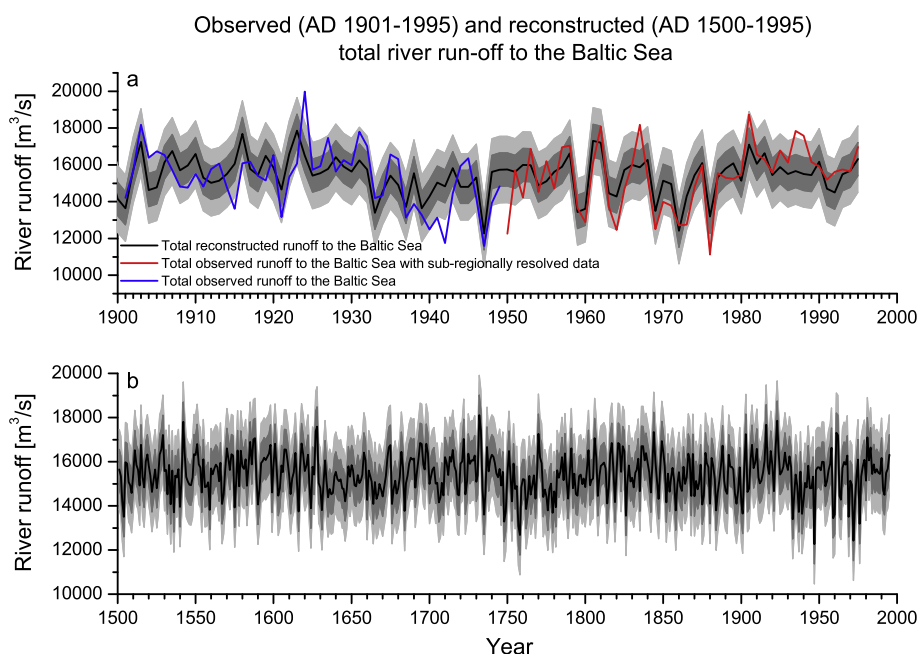 Observed (AD 1901-1995) and reconstructed (AD 1500-1995)
total river run-off to the Baltic Sea
a
River runoff [m³/s]
20000
18000
16000
14000
12000
10000
Total reconstructed runoff to the Baltic Sea
Total observed runoff to the Baltic Sea with sub-regionally resolved data
Total observed runoff to the Baltic Sea
1900 1910 1920 1930 1940 1950 1960 1970 1980 1990 2000
b
River runoff [m³/s]
20000
18000
16000
14000
12000
10000
1500 1550 1600 1650 1700 1750 1800 1850 1900 1950 2000
Year